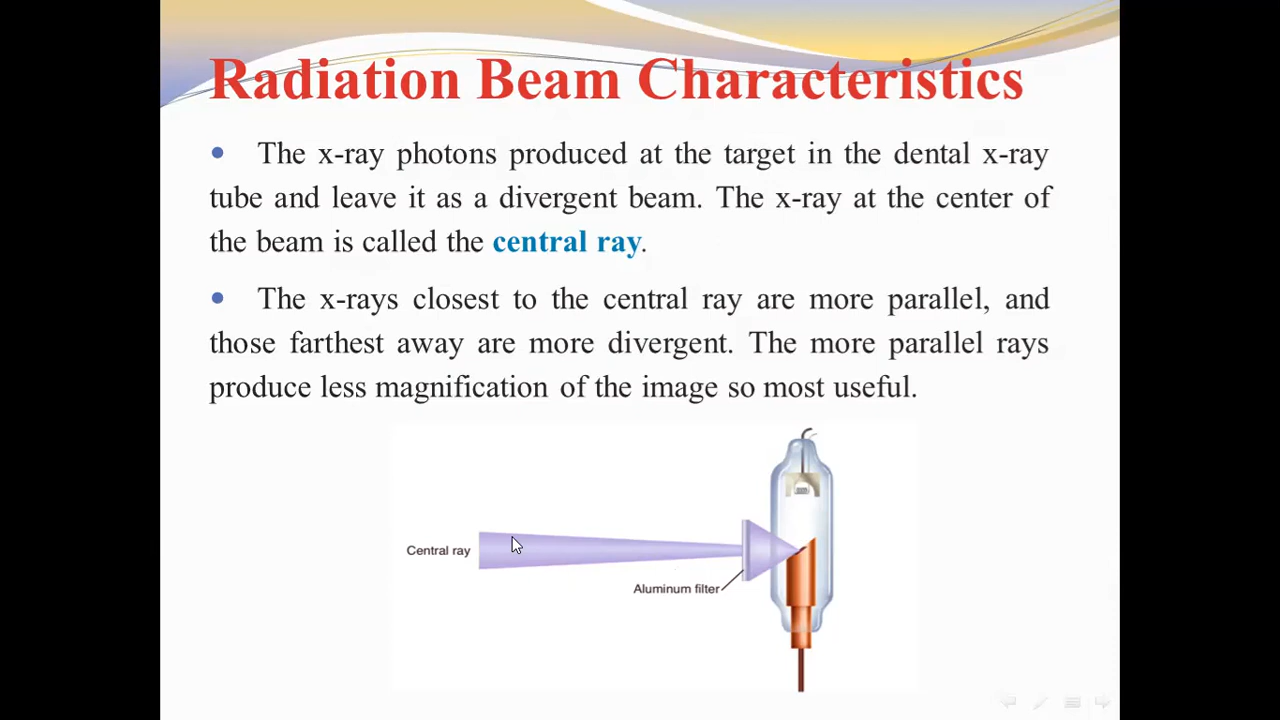 Radiation Beam Characteristics
• The x-ray photons produced at the target in the dental x-ray
tube and leave it as a divergent beam. The x-ray at the center of
the beam is called the central ray.
• The x-rays closest to the central ray are more parallel, and
those farthest away are more divergent. The more parallel rays
produce less magnification of the image so most useful.
Central ray
Aluminum filter